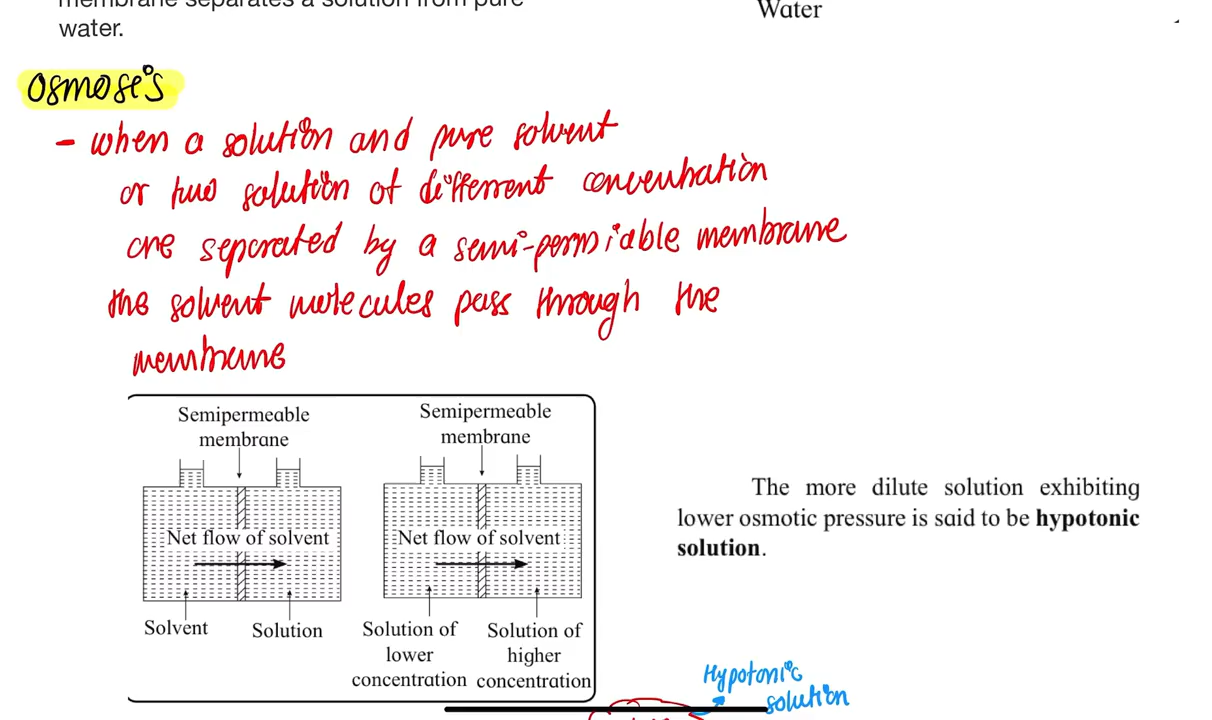 membrane separates a solution from pure
water.
Water
Osmosis
- when a solution and pure solvent
or two solution of different concentration
are separated by a semi-permiable membrane
the solvent molecules pass through the
membrane
Semipermeable
membrane
Semipermeable
membrane
Net flow of solvent
Net flow of solvent
Solvent
Solution
Solution of
lower
concentration
Solution of
higher
concentration
The more dilute solution exhibiting
lower osmotic pressure is said to be hypotonic
solution.
Hypotonic
solution